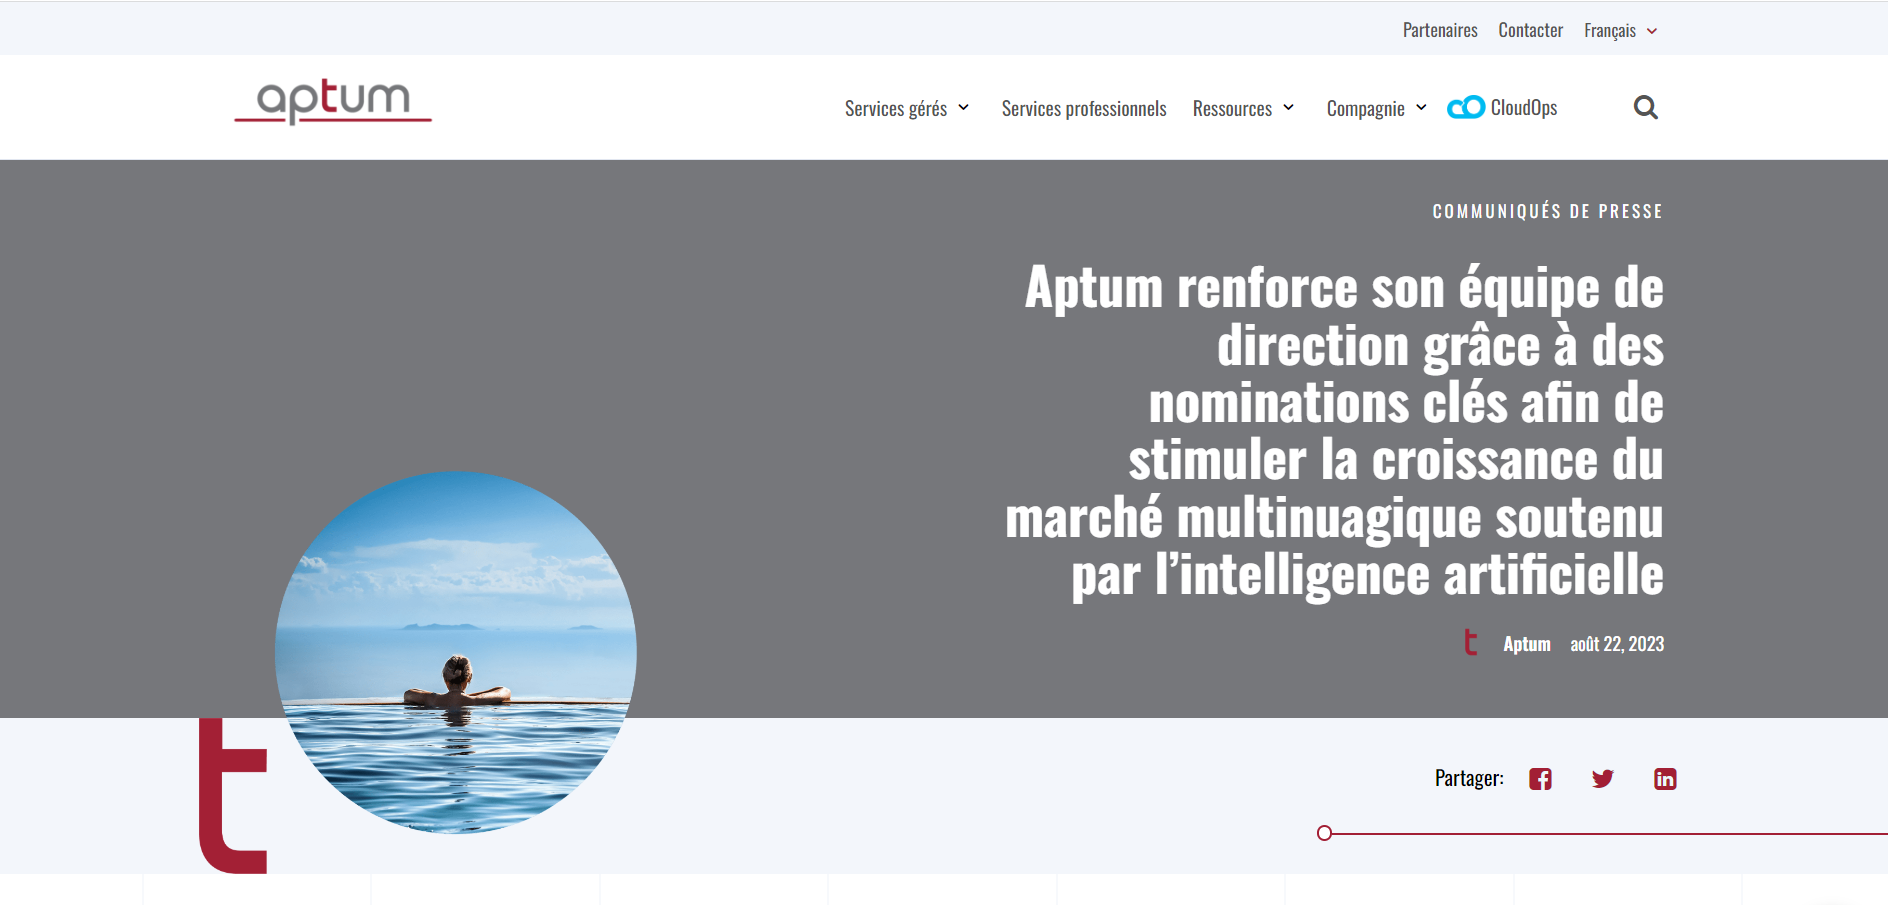 Partenaires Contacter Français
aptum
Services gérés Services professionnels Ressources Compagnie CloudOps
COMMUNIQUÉS DE PRESSE
Aptum renforce son équipe de
direction grâce à des
nominations clés afin de
stimuler la croissance du
marché multinuagique soutenu
par l’intelligence artificielle
t Aptum août 22, 2023
t
Partager: